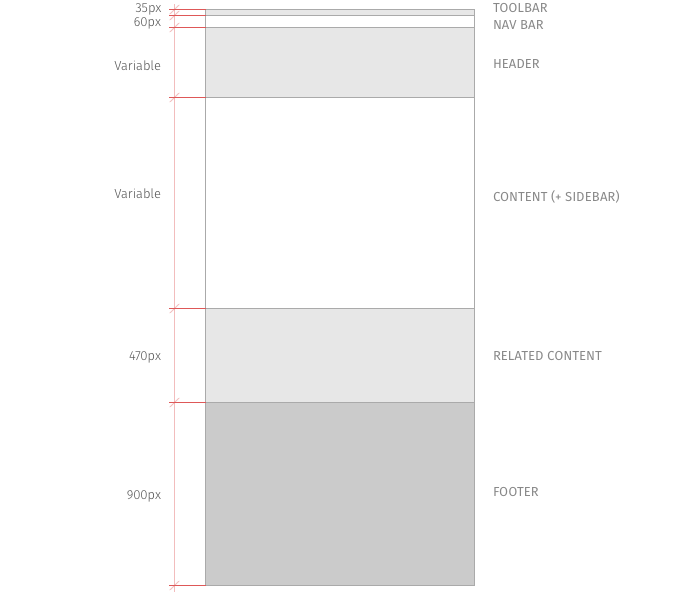 35px
TOOLBAR
60px
NAV BAR
Variable
HEADER
Variable
CONTENT (+ SIDEBAR)
470px
RELATED CONTENT
900px
FOOTER